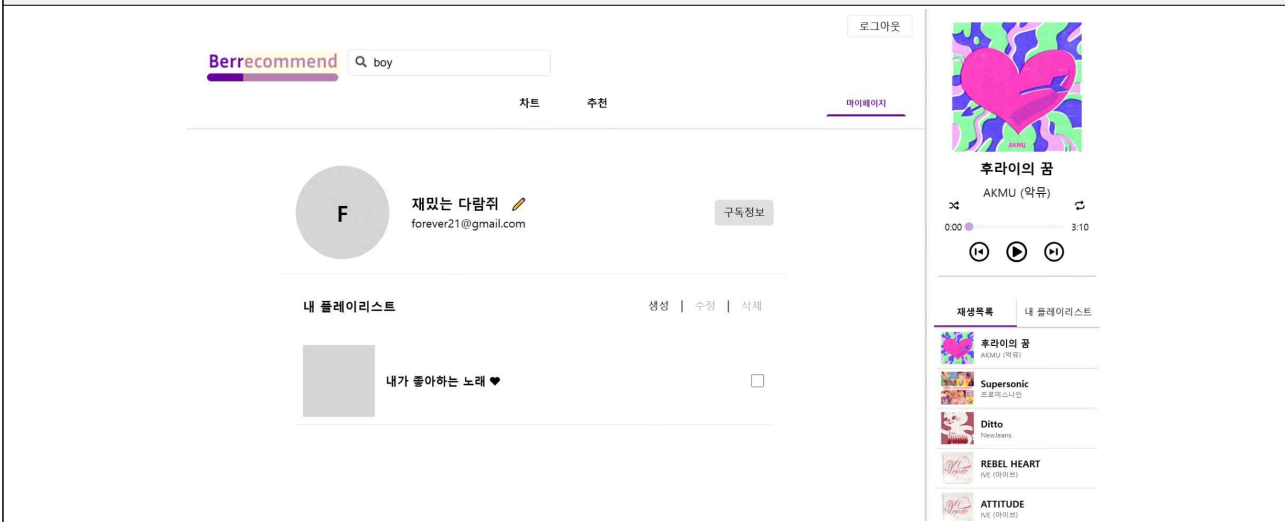 로그아웃
Berrecommend
boy
차트 추천 마이페이지
F
재밌는 다람쥐
forever21@gmail.com
구독정보
내 플레이리스트
생성 | 수정 | 삭제
내가 좋아하는 노래 ♥
AKMU
후라이의 꿈
AKMU (악뮤)
0:00 3:10
재생목록 내 플레이리스트
후라이의 꿈
AKMU (악뮤)
Supersonic
프로미스나인
Ditto
NewJeans
REBEL HEART
IVE (아이브)
ATTITUDE
IVE (아이브)